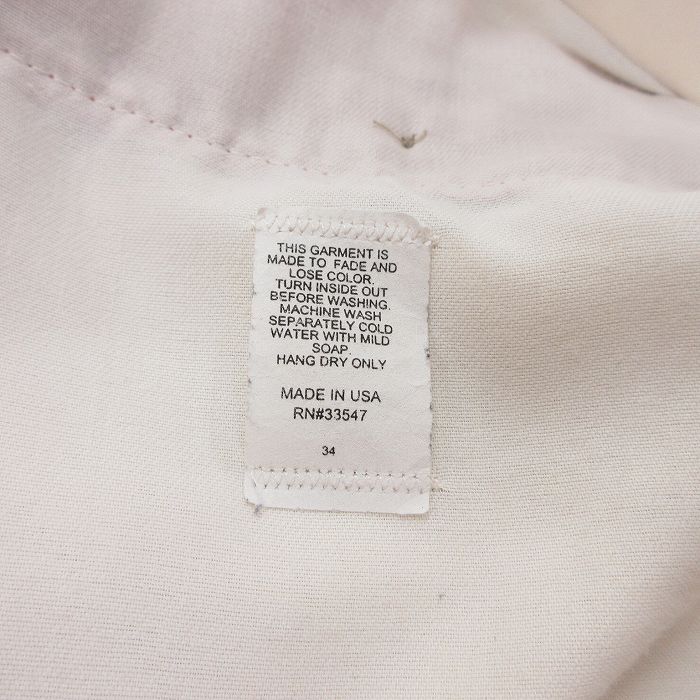 THIS GARMENT IS
MADE TO FADE AND
LOSE COLOR.
TURN INSIDE OUT
BEFORE WASHING.
MACHINE WASH
SEPARATELY COLD
WATER WITH MILD
SOAP.
HANG DRY ONLY
MADE IN USA
RN#33547
34